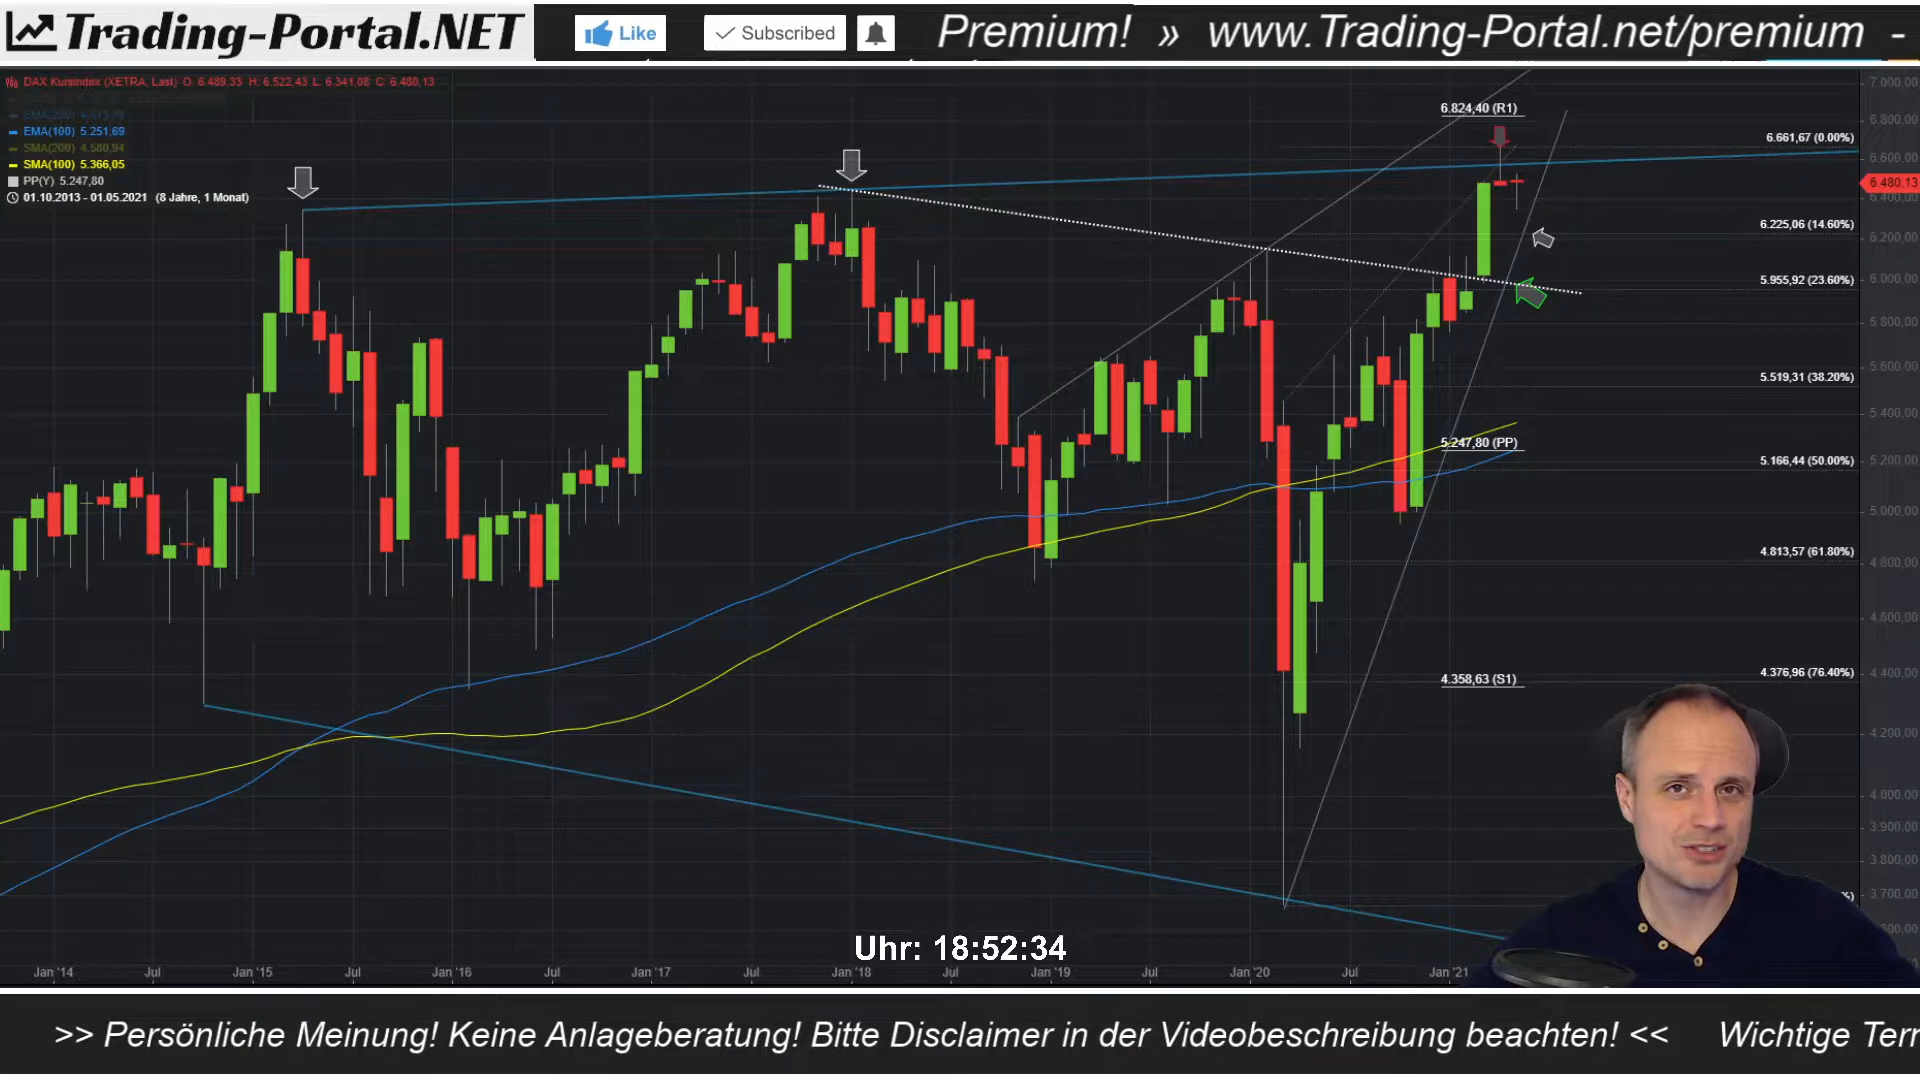 Trading-Portal.NET
Like
Subscribed
Premium! » www.Trading-Portal.net/premium -
DAX Kursindex (XETRA, Last) O: 6.489,33 H: 6.522,43 L: 6.341,08 C: 6.480,13
EMA(100) 5.251,69
SMA(200) 4.580,94
SMA(100) 5.366,05
PP(Y) 5.247,80
01.10.2013 - 01.05.2021 (8 Jahre, 1 Monat)
6.824,40 (R1)
6.661,67 (0.00%)
6.225,06 (14.60%)
5.955,92 (23.60%)
5.519,31 (38.20%)
5.247,80 (PP)
5.166,44 (50.00%)
4.813,57 (61.80%)
4.358,63 (S1)
4.376,96 (76.40%)
7.000,00
6.800,00
6.600,00
6.480,13
6.400,00
6.200,00
6.000,00
5.800,00
5.600,00
5.400,00
5.200,00
5.000,00
4.800,00
4.600,00
4.400,00
4.200,00
4.000,00
3.900,00
3.800,00
3.700,00
Uhr: 18:52:34
Jan '14 Jul Jan '15 Jul Jan '16 Jul Jan '17 Jul Jan '18 Jul Jan '19 Jul Jan '20 Jul Jan '21
>> Persönliche Meinung! Keine Anlageberatung! Bitte Disclaimer in der Videobeschreibung beachten! << Wichtige Terr